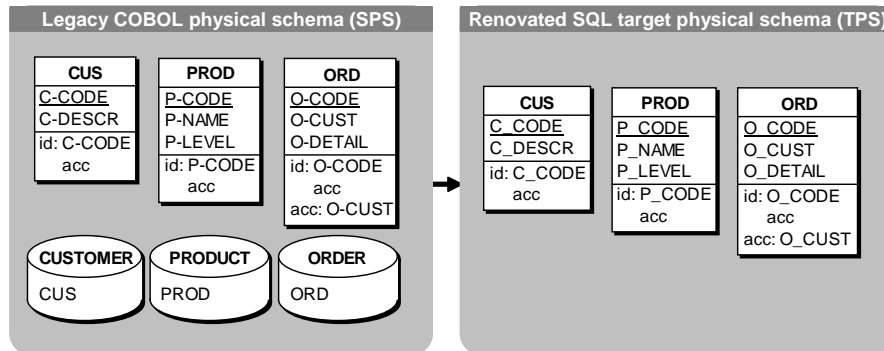 Legacy COBOL physical schema (SPS)
CUS
C-CODE
C-DESCR
id: C-CODE
acc
PROD
P-CODE
P-NAME
P-LEVEL
id: P-CODE
acc
ORD
O-CODE
O-CUST
O-DETAIL
id: O-CODE
acc
acc: O-CUST
CUSTOMER
CUS
PRODUCT
PROD
ORDER
ORD
Renovated SQL target physical schema (TPS)
CUS
C_CODE
C_DESCR
id: C_CODE
acc
PROD
P_CODE
P_NAME
P_LEVEL
id: P_CODE
acc
ORD
O_CODE
O_CUST
O_DETAIL
id: O_CODE
acc
acc: O_CUST